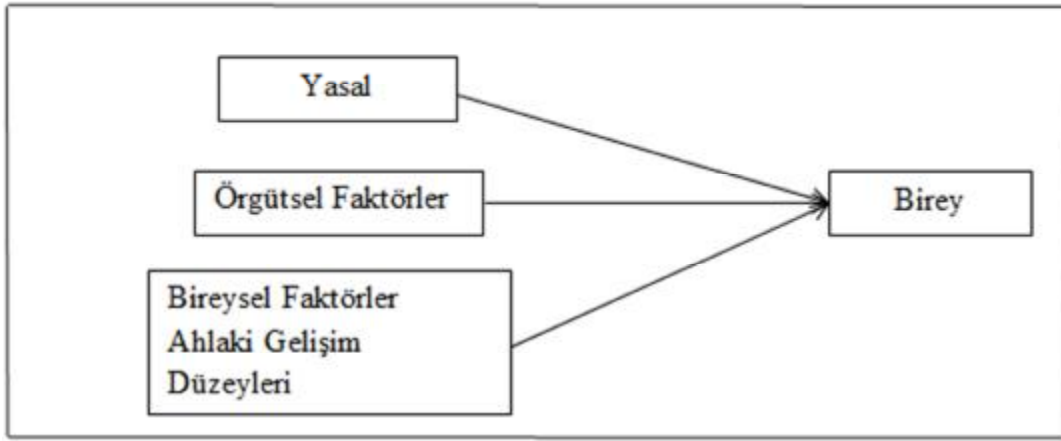 Yasal
Örgütsel Faktörler
Birey
Bireysel Faktörler
Ahlaki Gelişim
Düzeyleri